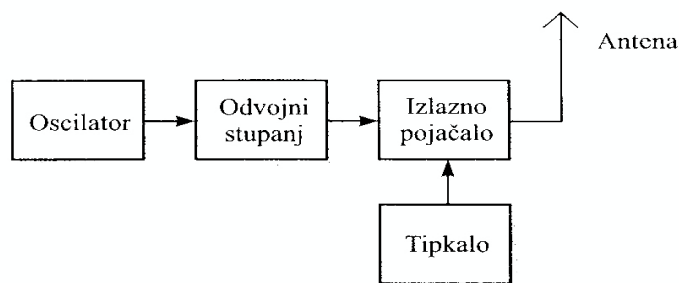 Oscilator
Odvojni
stupanj
Izlazno
pojačalo
Antena
Tipkalo